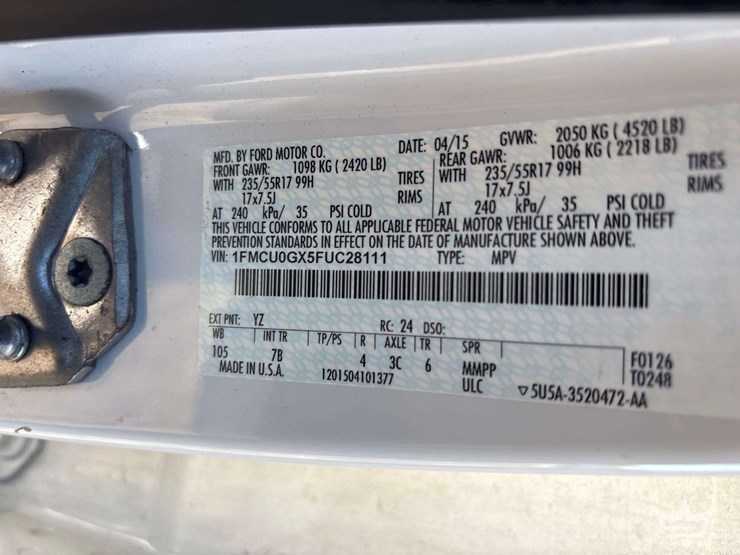 MFD. BY FORD MOTOR CO. DATE: 04/15 GVWR: 2050 KG ( 4520 LB)
FRONT GAWR: 1098 KG ( 2420 LB) REAR GAWR: 1006 KG ( 2218 LB)
WITH 235/55R17 99H TIRES WITH 235/55R17 99H TIRES
17x7.5J RIMS 17x7.5J RIMS
AT 240 kPa/ 35 PSI COLD AT 240 kPa/ 35 PSI COLD
THIS VEHICLE CONFORMS TO ALL APPLICABLE FEDERAL MOTOR VEHICLE SAFETY AND THEFT
PREVENTION STANDARDS IN EFFECT ON THE DATE OF MANUFACTURE SHOWN ABOVE.
VIN: 1FMCU0GX5FUC28111 TYPE: MPV
EXT PNT: YZ RC: 24 DSO:
WB INT TR TP/PS R AXLE TR SPR F0126
105 7B 4 3C 6 MMPP T0248
MADE IN U.S.A. 1201504101377 ULC ▽5U5A-3520472-AA